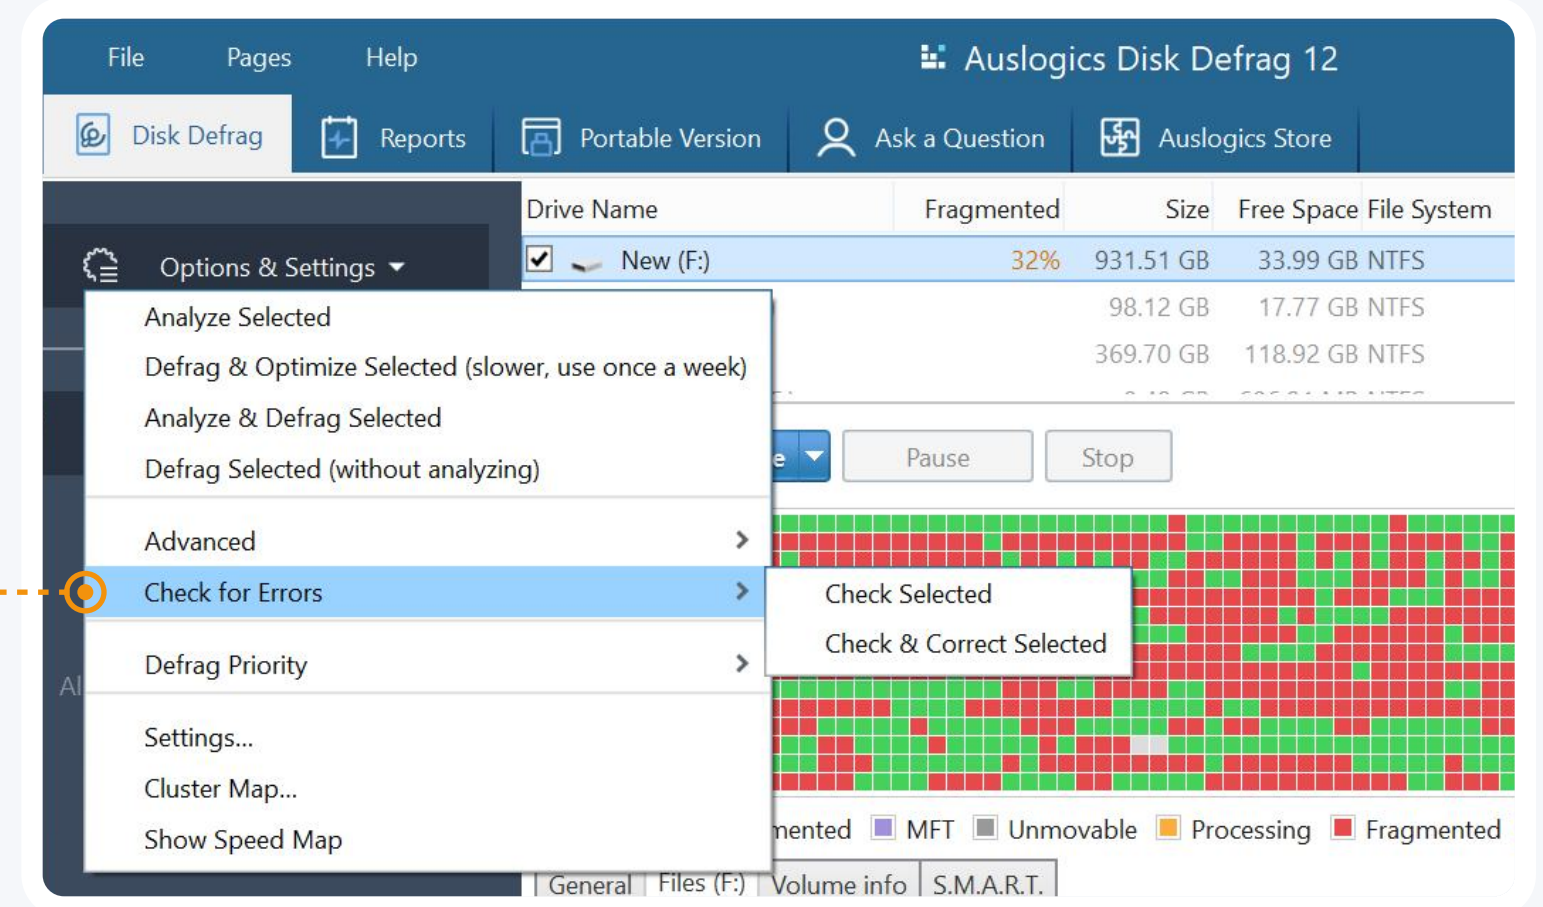 File Pages Help Auslogics Disk Defrag 12
Disk Defrag Reports Portable Version Ask a Question Auslogics Store
Drive Name Fragmented Size Free Space File System
Options & Settings
New (F:) 32% 931.51 GB 33.99 GB NTFS
98.12 GB 17.77 GB NTFS
369.70 GB 118.92 GB NTFS
Analyze Selected
Defrag & Optimize Selected (slower, use once a week)
Analyze & Defrag Selected
Defrag Selected (without analyzing)
Pause Stop
Advanced
Check for Errors
Check Selected
Check & Correct Selected
Defrag Priority
Settings...
Cluster Map...
Show Speed Map
MFT Unmovable Processing Fragmented
General Files (F:) Volume info S.M.A.R.T.